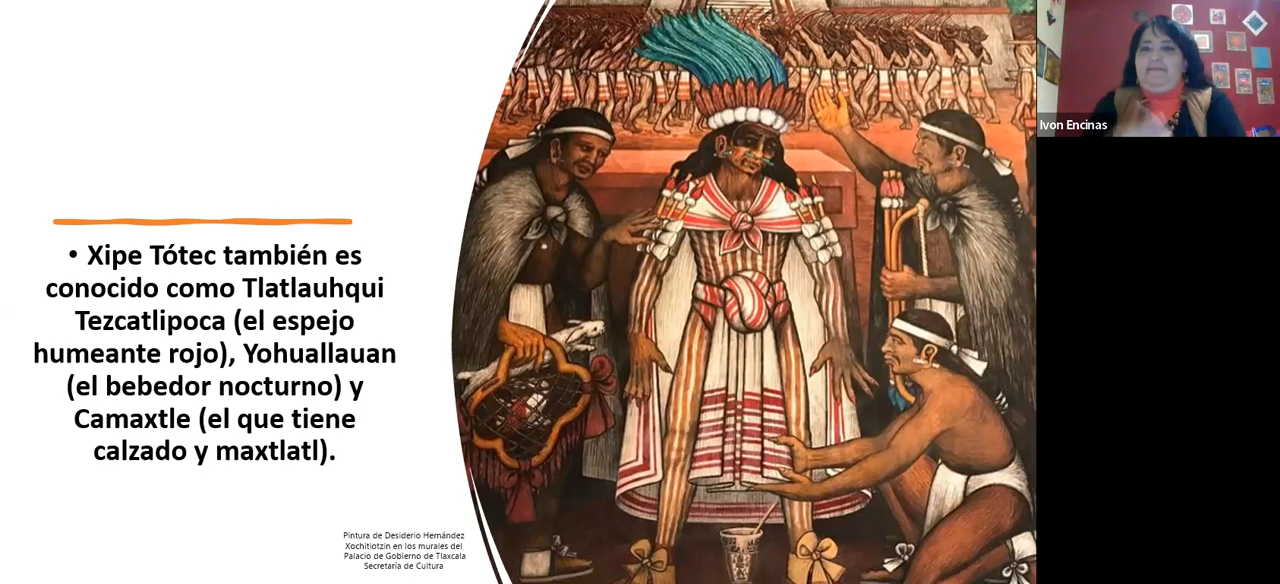 • Xipe Tótec también es
conocido como Tlatlauhqui
Tezcatlipoca (el espejo
humeante rojo), Yohuallauan
(el bebedor nocturno) y
Camaxtle (el que tiene
calzado y maxtlatl).
Pintura de Desiderio Hernández
Xochitiotzin en los murales del
Palacio de Gobierno de Tlaxcala
Secretaría de Cultura
Ivon Encinas